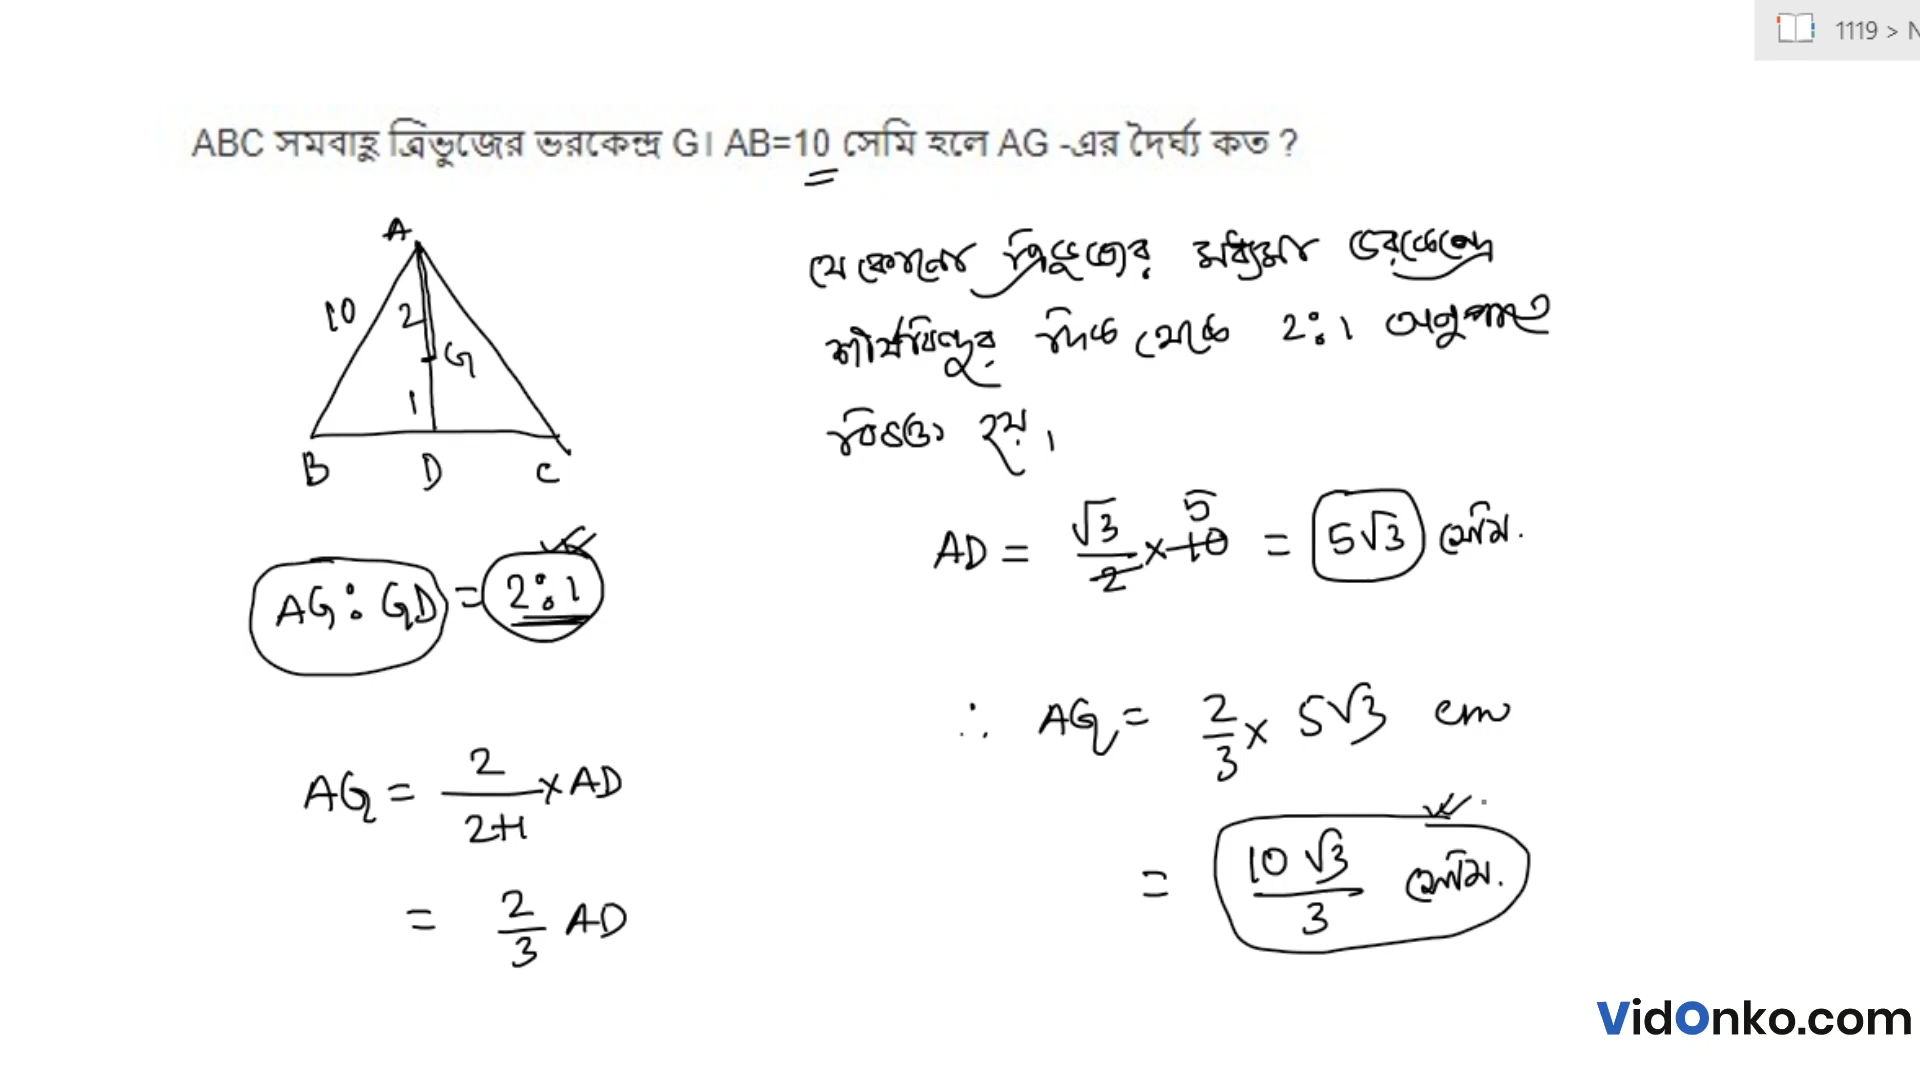 1119 > N
ABC সমবাহু ত্রিভুজের ভরকেন্দ্র G। AB=10 সেমি হলে AG -এর দৈর্ঘ্য কত ?
A
10
2
G
1
B D C
AG : GD = 2:1
AG = 2/(2+1) × AD
= 2/3 AD
যে কোনো ত্রিভুজের মধ্যমা ভরকেন্দ্রে
শীর্ষবিন্দুর দিক থেকে 2:1 অনুপাতে
বিভক্ত হয়।
AD = √3/2 × 10 5 = 5√3 সেমি.
∴ AG = 2/3 × 5√3 cm
= 10√3/3 সেমি.
VidOnko.com